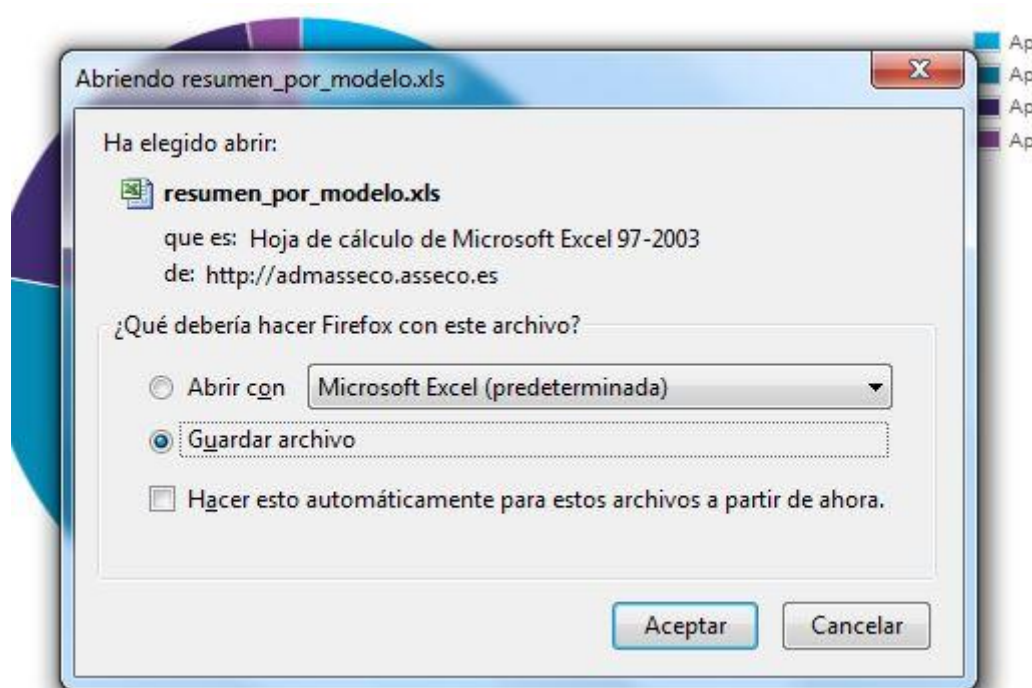 Abriendo resumen_por_modelo.xls
Ha elegido abrir:
resumen_por_modelo.xls
que es: Hoja de cálculo de Microsoft Excel 97-2003
de: http://admasseco.asseco.es
¿Qué debería hacer Firefox con este archivo?
Abrir con Microsoft Excel (predeterminada)
Guardar archivo
Hacer esto automáticamente para estos archivos a partir de ahora.
Aceptar Cancelar
Ap
Ap
Ap
Ap